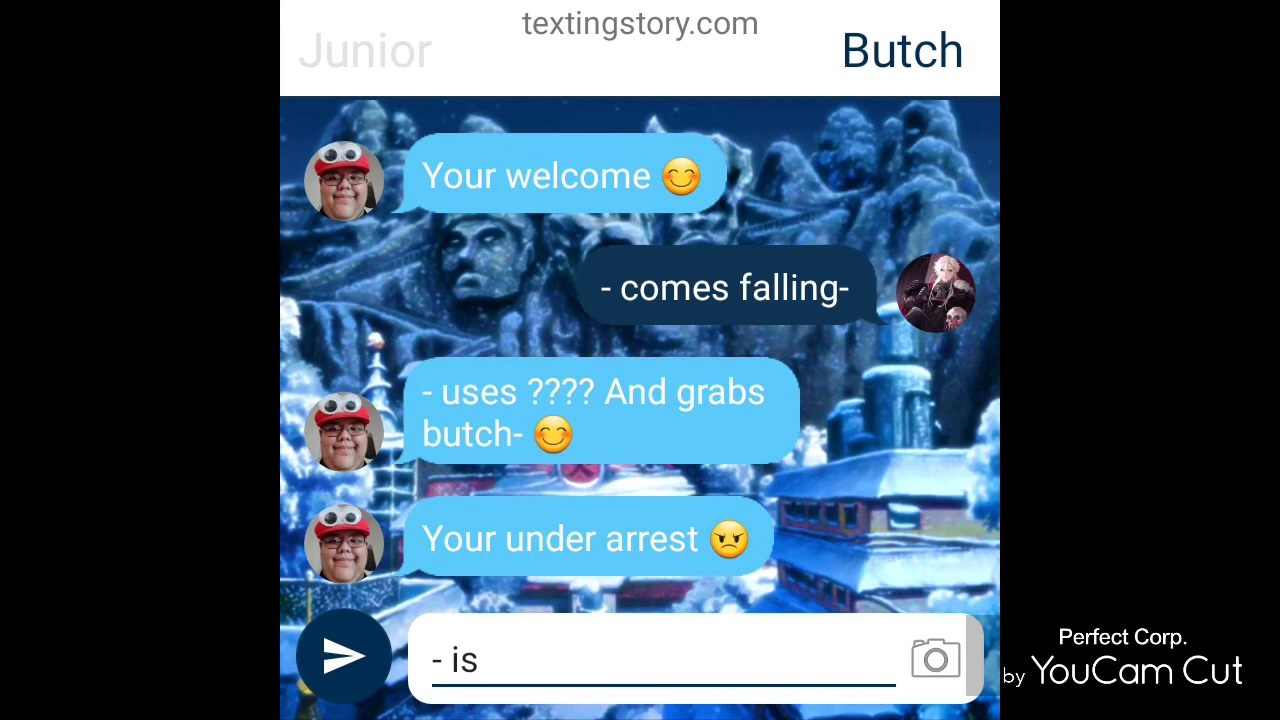 textingstory.com
Junior
Butch
Your welcome 😊
- comes falling-
- uses ???? And grabs
butch- 😊
Your under arrest 😠
- is
Perfect Corp.
by YouCam Cut